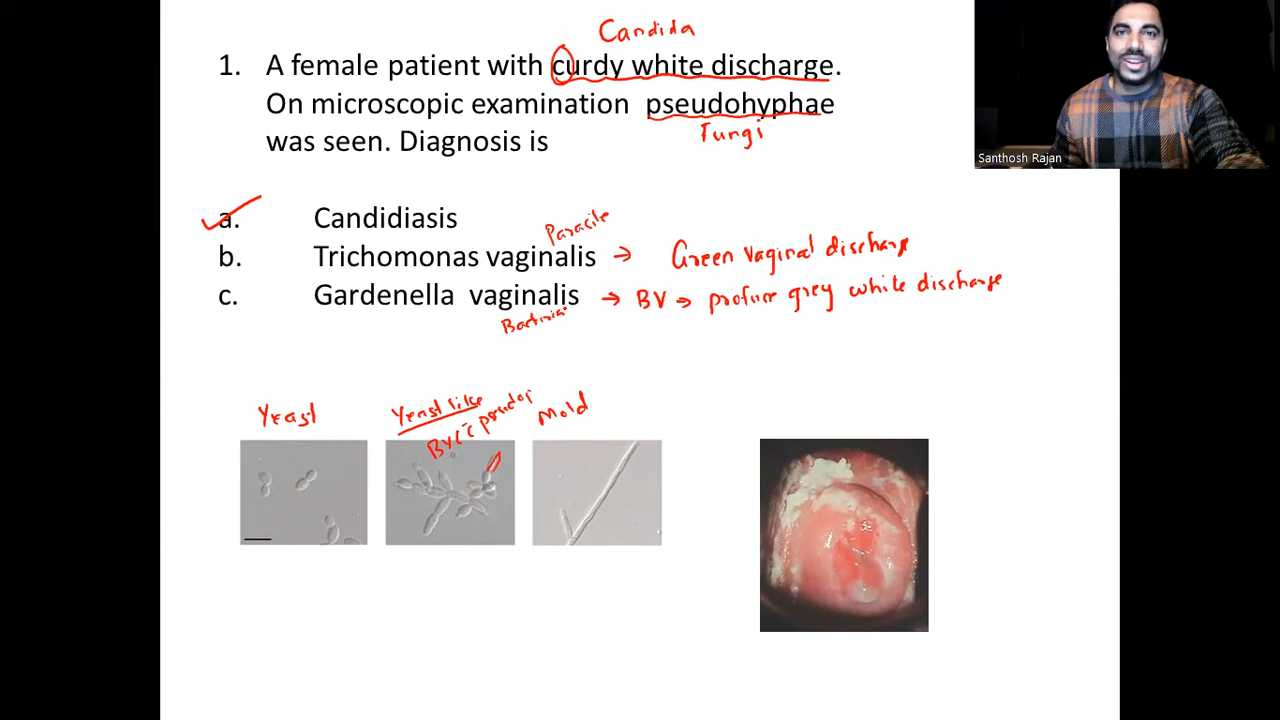 Candida
1. A female patient with curdy white discharge.
On microscopic examination pseudohyphae
Fungi
was seen. Diagnosis is
Santhosh Rajan
a. Candidiasis
Parasite
b. Trichomonas vaginalis → Green vaginal discharge
c. Gardenella vaginalis → BV → profuse grey white discharge
Bacteria
Yeast
Yeast like
Mold